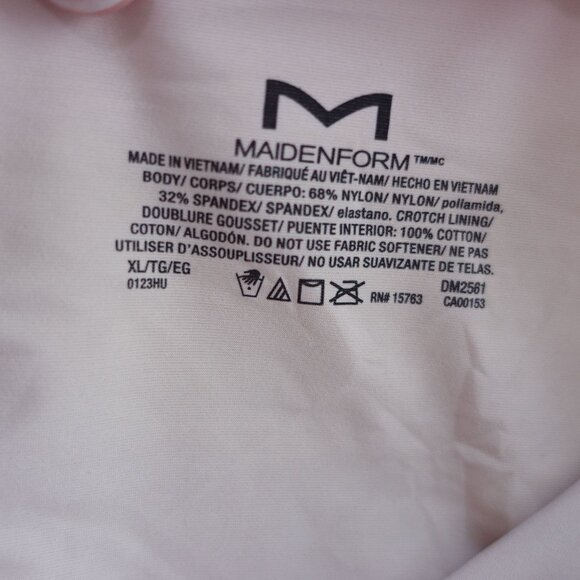 MAIDENFORM TM/MC
MADE IN VIETNAM/ FABRIQUÉ AU VIÊT-NAM/ HECHO EN VIETNAM
BODY/ CORPS/ CUERPO: 68% NYLON/ NYLON/ poliamida,
32% SPANDEX/ SPANDEX/ elastano. CROTCH LINING/
DOUBLURE GOUSSET/ PUENTE INTERIOR: 100% COTTON/
COTON/ ALGODÓN. DO NOT USE FABRIC SOFTENER/ NE PAS
UTILISER D'ASSOUPLISSEUR/ NO USAR SUAVIZANTE DE TELAS.
XL/TG/EG DM2561
0123HU RN# 15763 CA00153